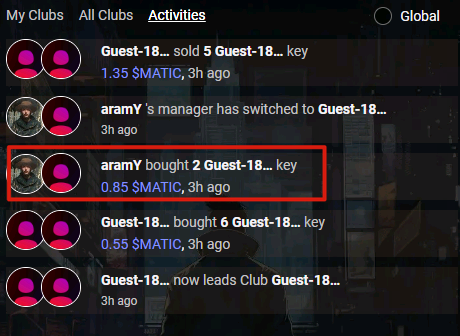 My Clubs All Clubs Activities Global
Guest-18... sold 5 Guest-18... key
1.35 $MATIC, 3h ago
aramY 's manager has switched to Guest-18...
3h ago
aramY bought 2 Guest-18... key
0.85 $MATIC, 3h ago
Guest-18... bought 6 Guest-18... key
0.55 $MATIC, 3h ago
Guest-18... now leads Club Guest-18...
3h ago